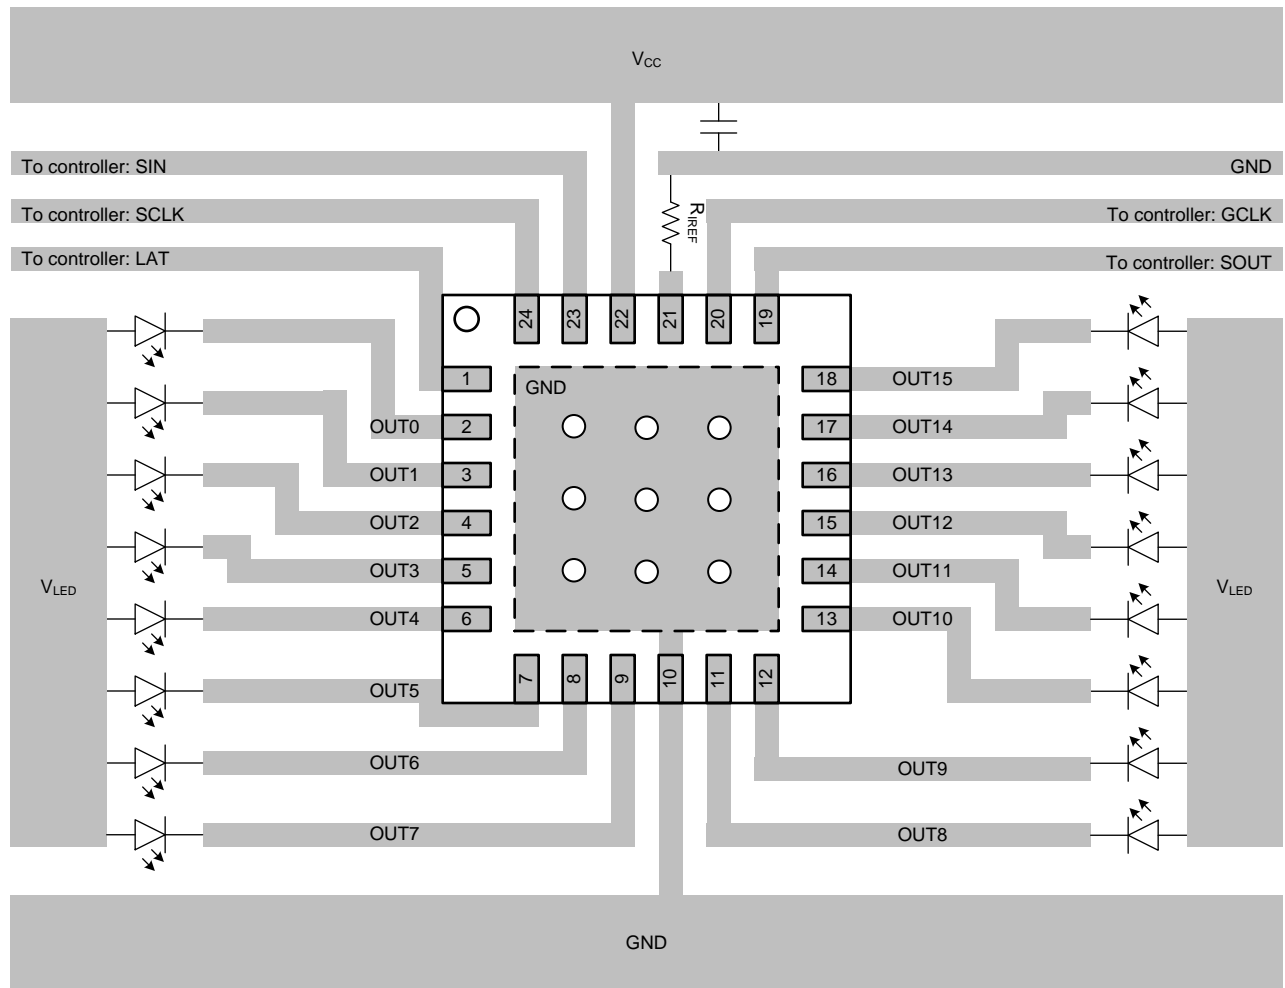 VCC
To controller: SIN
GND
To controller: SCLK
RIREF
To controller: GCLK
To controller: LAT
To controller: SOUT
24 23 22 21 20 19
1
GND
18 OUT15
OUT0 2
17 OUT14
OUT1 3
16 OUT13
OUT2 4
15 OUT12
OUT3 5
14 OUT11
VLED
VLED
OUT4 6
13 OUT10
7 8 9 10 11 12
OUT5
OUT6
OUT9
OUT7
OUT8
GND